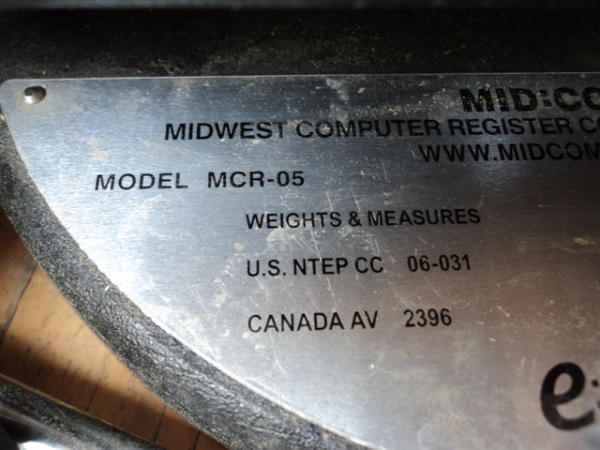 MID:CO
MIDWEST COMPUTER REGISTER CO
WWW.MIDCOM
MODEL MCR-05
WEIGHTS & MEASURES
U.S. NTEP CC 06-031
CANADA AV 2396
e: